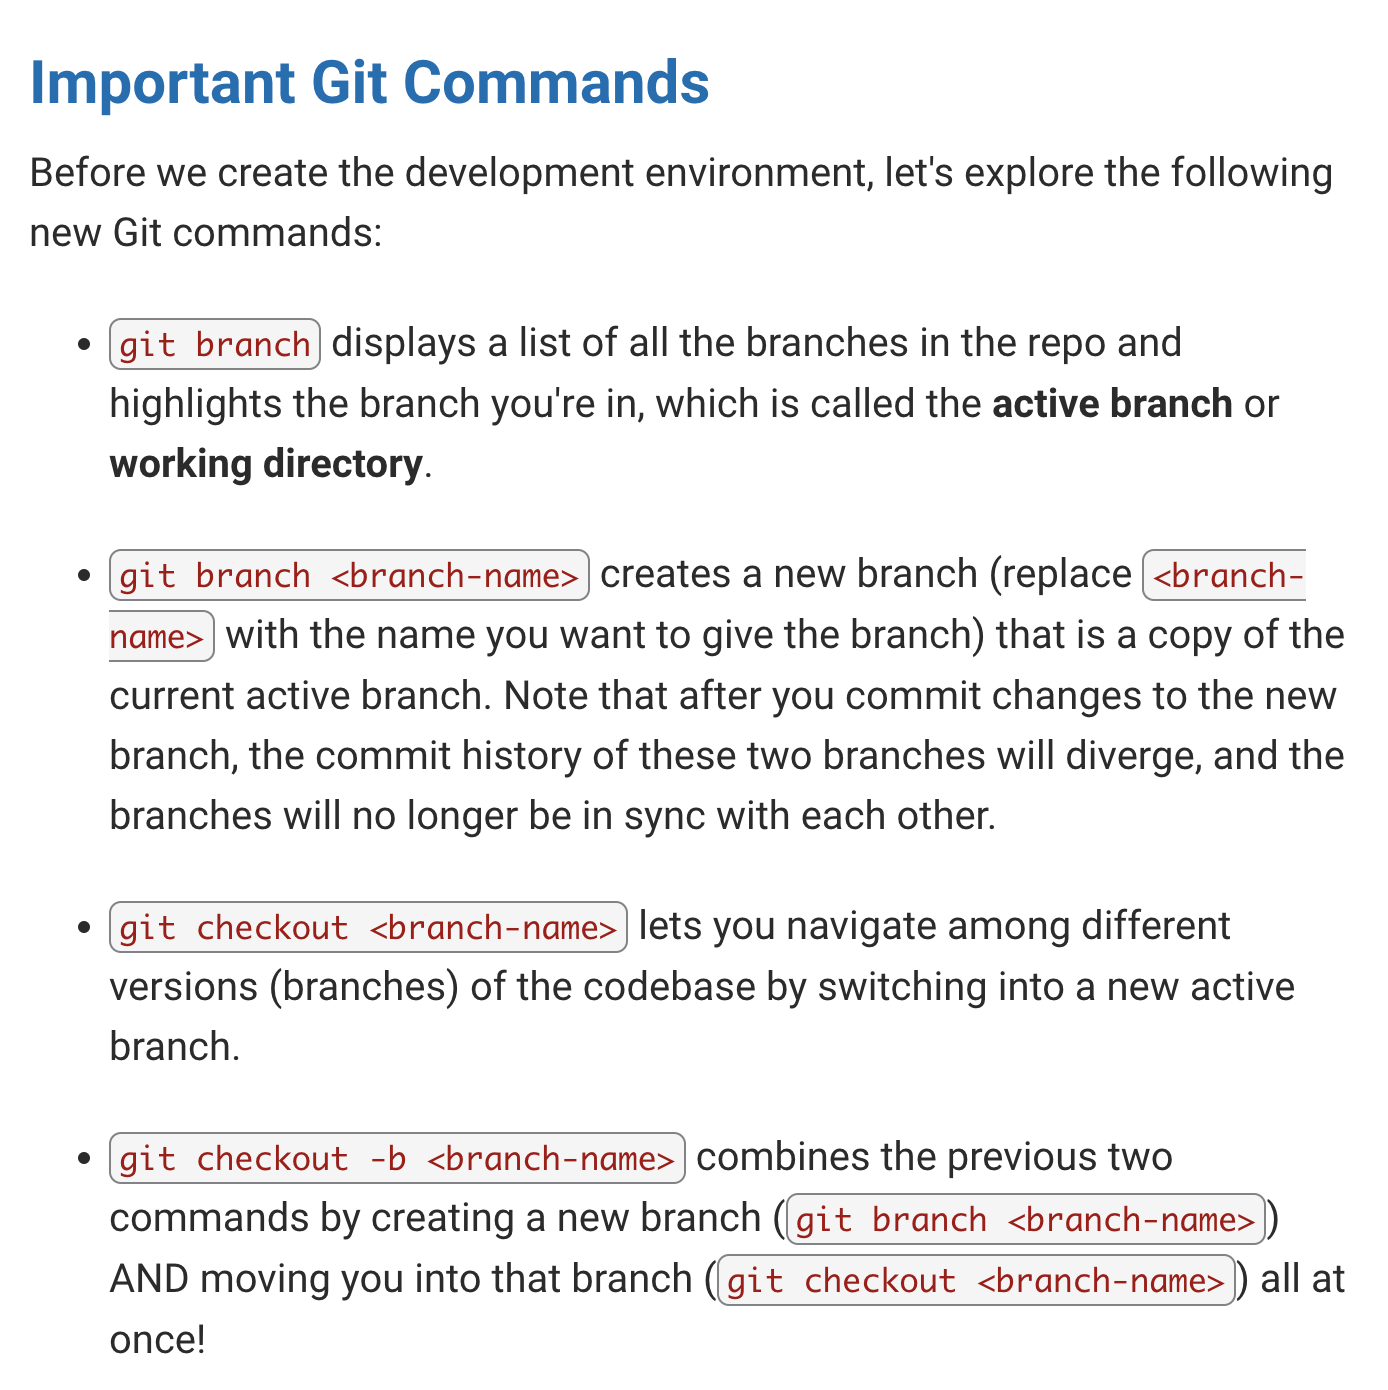 Important Git Commands
Before we create the development environment, let's explore the following
new Git commands:
• git branch displays a list of all the branches in the repo and
highlights the branch you're in, which is called the active branch or
working directory.
• git branch <branch-name> creates a new branch (replace <branch-
name> with the name you want to give the branch) that is a copy of the
current active branch. Note that after you commit changes to the new
branch, the commit history of these two branches will diverge, and the
branches will no longer be in sync with each other.
• git checkout <branch-name> lets you navigate among different
versions (branches) of the codebase by switching into a new active
branch.
• git checkout -b <branch-name> combines the previous two
commands by creating a new branch (git branch <branch-name>)
AND moving you into that branch (git checkout <branch-name>) all at
once!